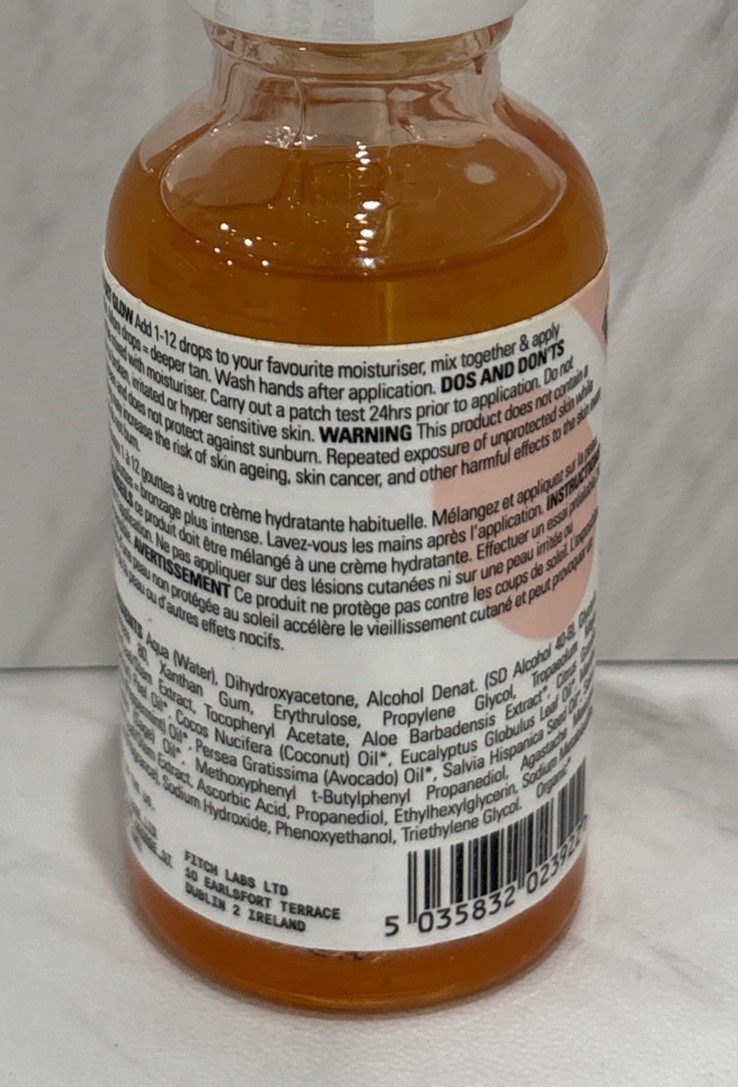 GLOW Add 1-12 drops to your favourite moisturiser, mix together & apply
drops = deeper tan. Wash hands after application. DOS AND DON'TS
with moisturiser. Carry out a patch test 24hrs prior to application. Do not
irritated or hyper sensitive skin. WARNING This product does not contain a
and does not protect against sunburn. Repeated exposure of unprotected skin while
increase the risk of skin ageing, skin cancer, and other harmful effects to the skin even
1 à 12 gouttes à votre crème hydratante habituelle. Mélangez et appliquez sur la peau.
= bronzage plus intense. Lavez-vous les mains après l'application. INSTRUCTIONS
ce produit doit être mélangé à une crème hydratante. Effectuer un essai préalable
Ne pas appliquer sur des lésions cutanées ni sur une peau irritée ou
AVERTISSEMENT Ce produit ne protège pas contre les coups de soleil. L'exposition
peau non protégée au soleil accélère le vieillissement cutané et peut provoquer
peau ou d'autres effets nocifs.
Aqua (Water), Dihydroxyacetone, Alcohol Denat. (SD Alcohol 40-B),
80, Xanthan Gum, Erythrulose, Propylene Glycol, Tropaeolum
Extract, Tocopheryl Acetate, Aloe Barbadensis Extract*, Citrus
Peel Oil*, Cocos Nucifera (Coconut) Oil*, Eucalyptus Globulus Leaf Oil*,
Oil*, Persea Gratissima (Avocado) Oil*, Salvia Hispanica Seed Oil*,
Oil*, Methoxyphenyl t-Butylphenyl Propanediol, Agastache
Extract, Ascorbic Acid, Propanediol, Ethylhexylglycerin, Sodium
Sodium Hydroxide, Phenoxyethanol, Triethylene Glycol. Organic*
FITCH LABS LTD
10 EARLSFORT TERRACE
DUBLIN 2 IRELAND
5 035832 02392